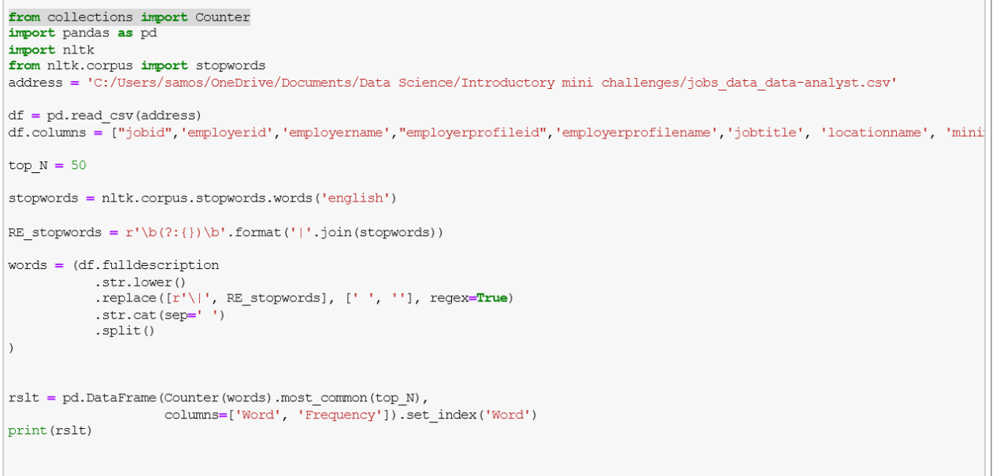 from collections import Counter
import pandas as pd
import nltk
from nltk.corpus import stopwords
address = 'C:/Users/samos/OneDrive/Documents/Data Science/Introductory mini challenges/jobs_data_data-analyst.csv'
df = pd.read_csv(address)
df.columns = ["jobid",'employerid','employername',"employerprofileid",'employerprofilename','jobtitle', 'locationname', 'mini
top_N = 50
stopwords = nltk.corpus.stopwords.words('english')
RE_stopwords = r'\b(?:{})\b'.format('|'.join(stopwords))
words = (df.fulldescription
           .str.lower()
           .replace([r'\|', RE_stopwords], [' ', ''], regex=True)
           .str.cat(sep=' ')
           .split()
)
rslt = pd.DataFrame(Counter(words).most_common(top_N),
                    columns=['Word', 'Frequency']).set_index('Word')
print(rslt)